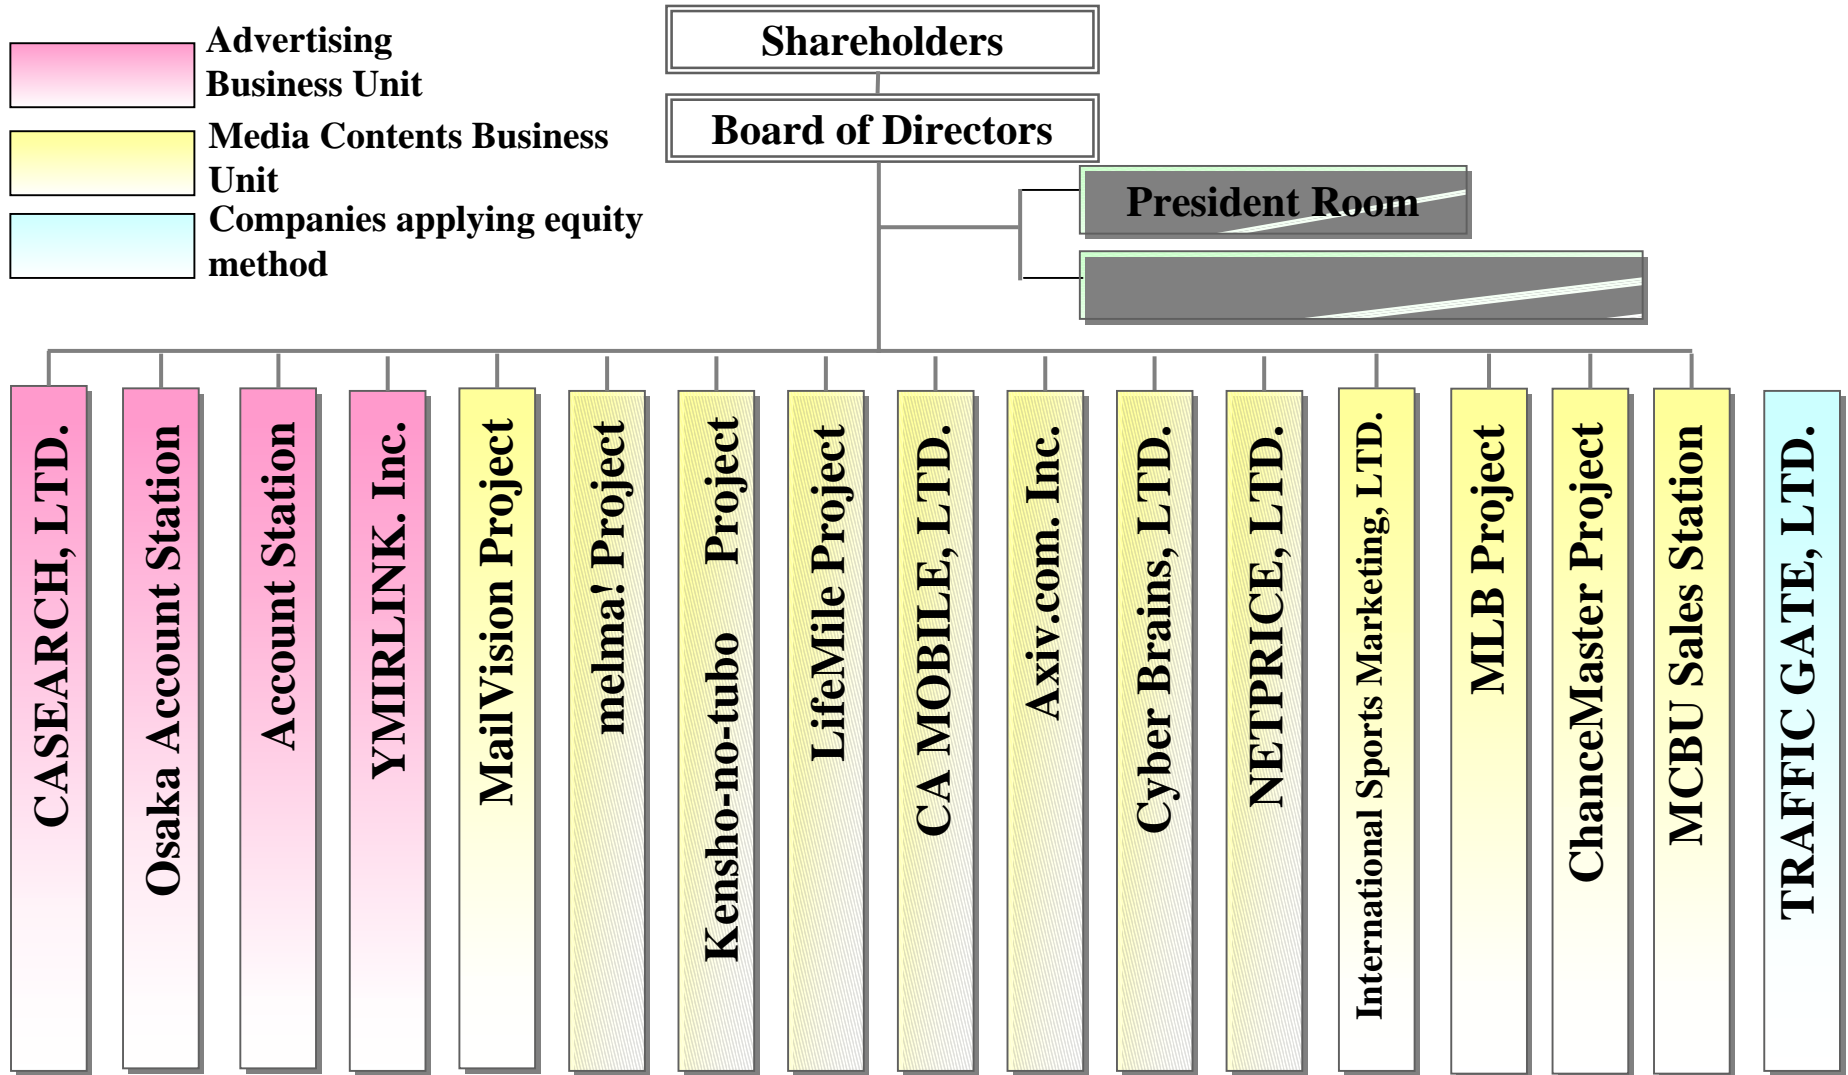 Advertising
Business Unit
Media Contents Business
Unit
Companies applying equity
method
Shareholders
Board of Directors
President Room
CASEARCH, LTD.
Osaka Account Station
Account Station
YMIRLINK. Inc.
MailVision Project
melma! Project
Kensho-no-tubo Project
LifeMile Project
CA MOBILE, LTD.
Axiv.com. Inc.
Cyber Brains, LTD.
NETPRICE, LTD.
International Sports Marketing, LTD.
MLB Project
ChanceMaster Project
MCBU Sales Station
TRAFFIC GATE, LTD.